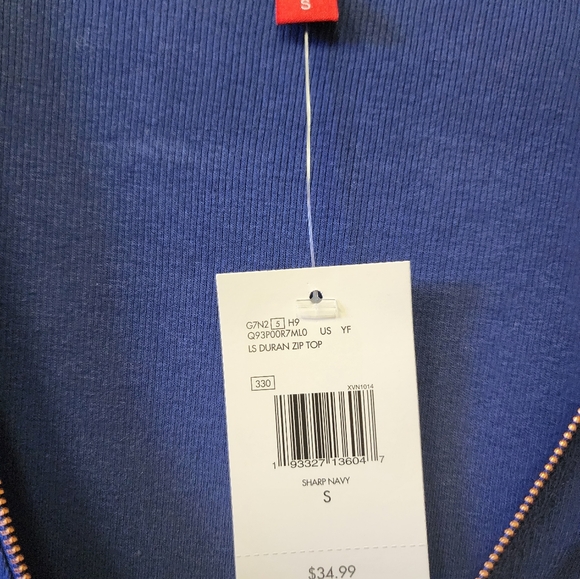 S
G7N2 5 H9
Q93P00R7ML0 US YF
LS DURAN ZIP TOP
330
XVN1014
1 93327 13604 7
SHARP NAVY
S
$34.99